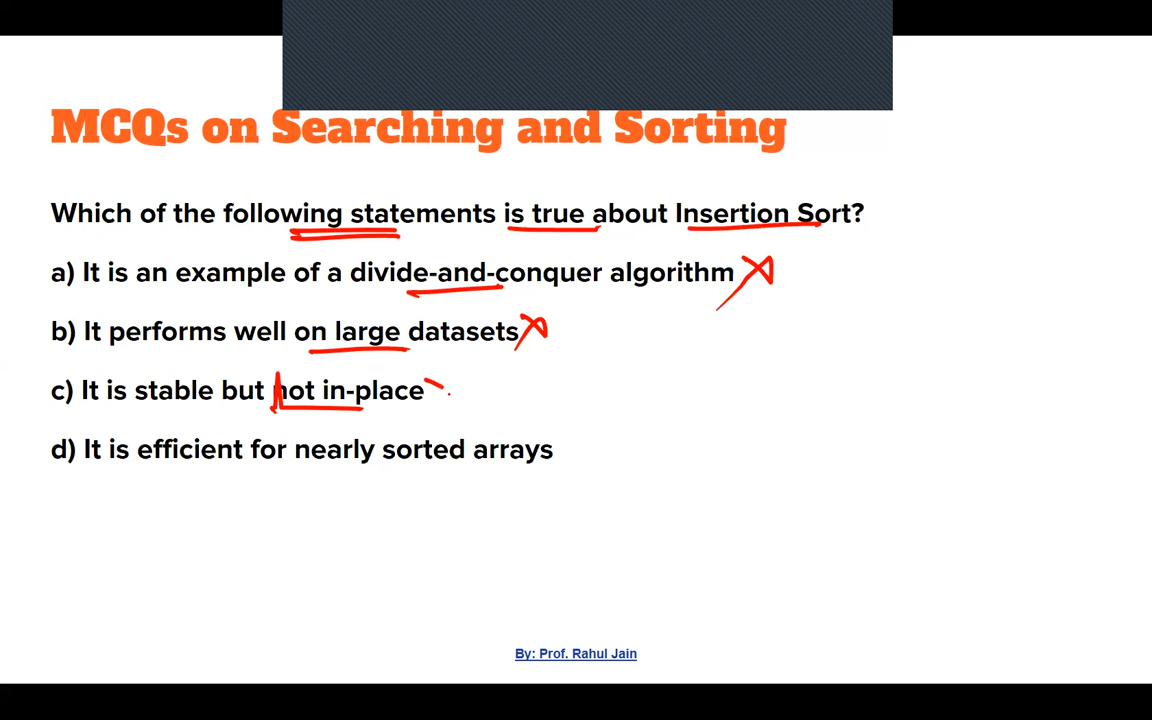 MCQs on Searching and Sorting
Which of the following statements is true about Insertion Sort?
a) It is an example of a divide-and-conquer algorithm
b) It performs well on large datasets
c) It is stable but not in-place
d) It is efficient for nearly sorted arrays
By: Prof. Rahul Jain